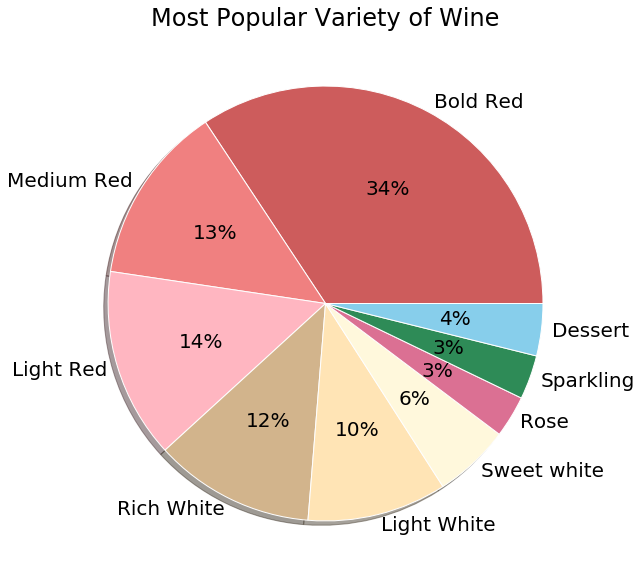 Most Popular Variety of Wine
Bold Red
34%
Medium Red
13%
Light Red
14%
Rich White
12%
Light White
10%
Sweet white
6%
Rose
3%
Sparkling
3%
Dessert
4%